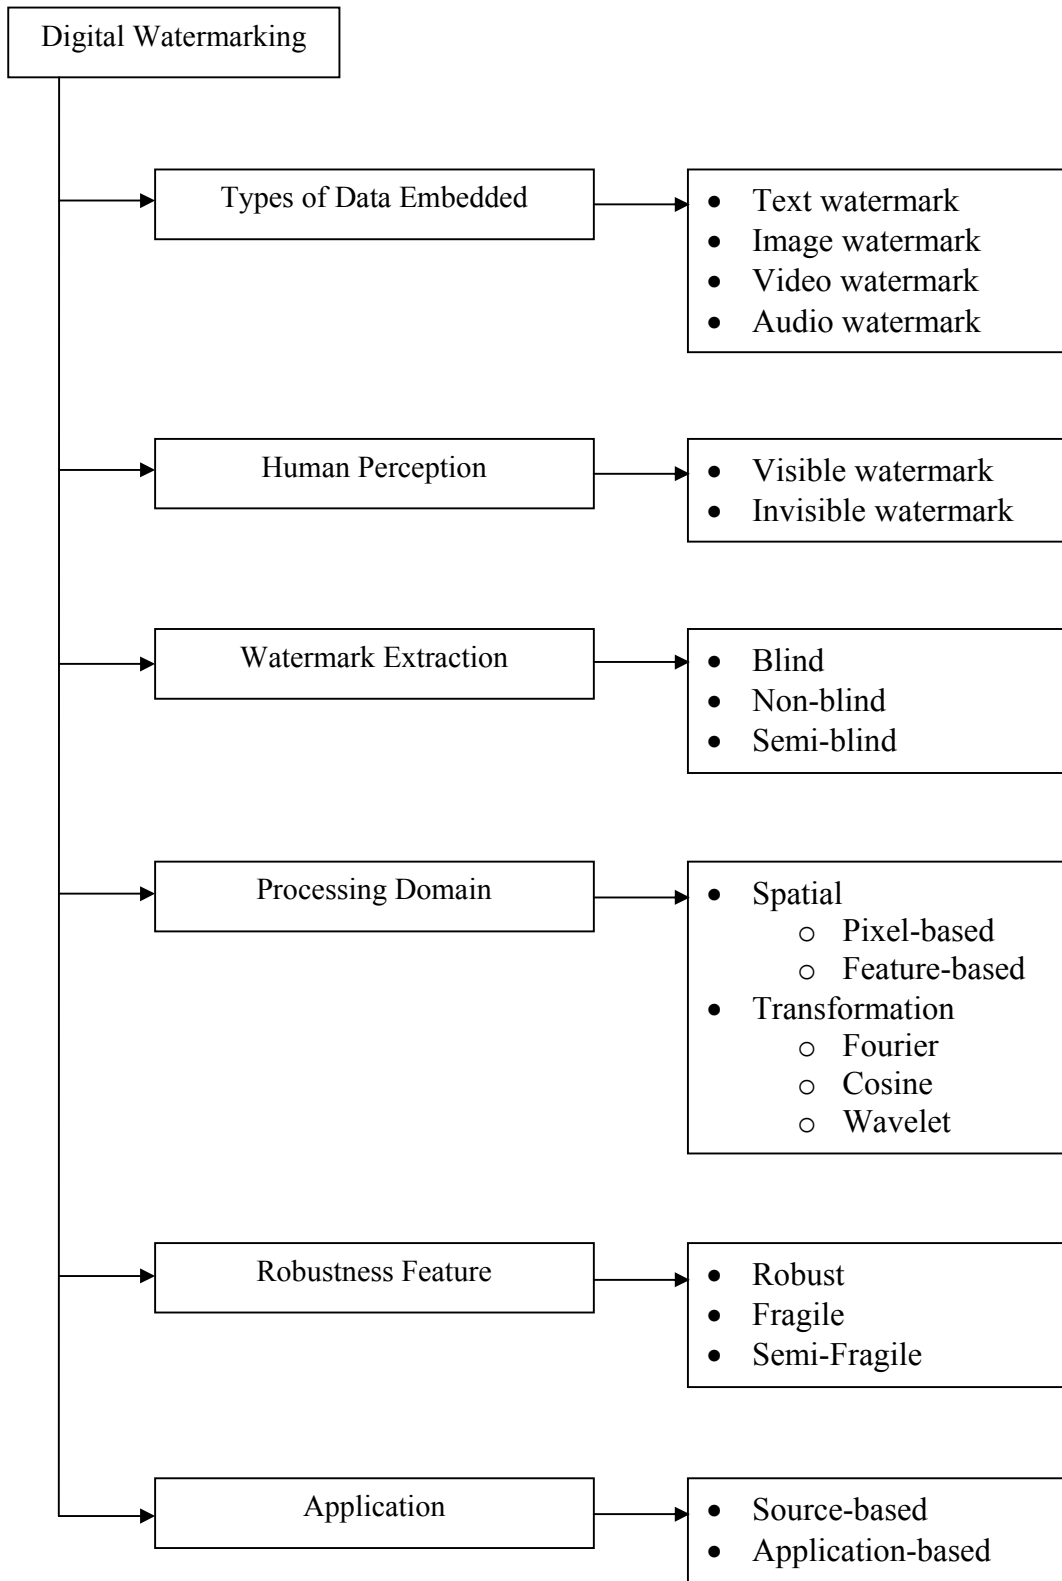 Digital Watermarking
Types of Data Embedded
• Text watermark
• Image watermark
• Video watermark
• Audio watermark
Human Perception
• Visible watermark
• Invisible watermark
Watermark Extraction
• Blind
• Non-blind
• Semi-blind
Processing Domain
• Spatial
o Pixel-based
o Feature-based
• Transformation
o Fourier
o Cosine
o Wavelet
Robustness Feature
• Robust
• Fragile
• Semi-Fragile
Application
• Source-based
• Application-based